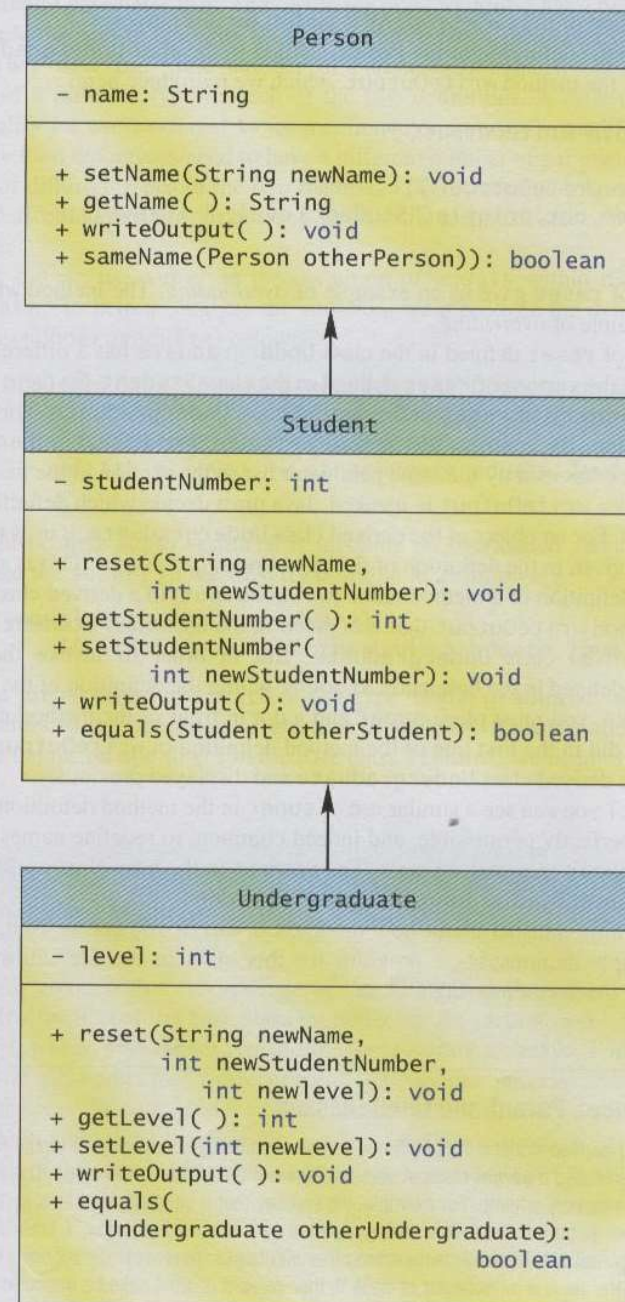 Person
- name: String
+ setName(String newName): void
+ getName( ): String
+ writeOutput( ): void
+ sameName(Person otherPerson)): boolean
Student
- studentNumber: int
+ reset(String newName,
int newStudentNumber): void
+ getStudentNumber( ): int
+ setStudentNumber(
int newStudentNumber): void
+ writeOutput( ): void
+ equals(Student otherStudent): boolean
Undergraduate
- level: int
+ reset(String newName,
int newStudentNumber,
int newlevel): void
+ getLevel( ): int
+ setLevel(int newLevel): void
+ writeOutput( ): void
+ equals(
Undergraduate otherUndergraduate):
boolean